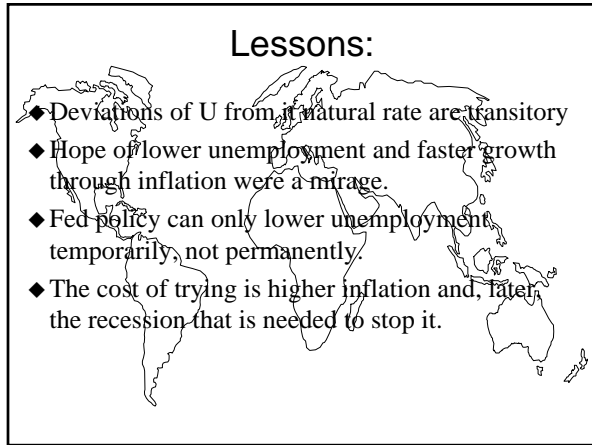 Lessons:
◆ Deviations of U from it natural rate are transitory
◆ Hope of lower unemployment and faster growth
through inflation were a mirage.
◆ Fed policy can only lower unemployment
temporarily, not permanently.
◆ The cost of trying is higher inflation and, later,
the recession that is needed to stop it.